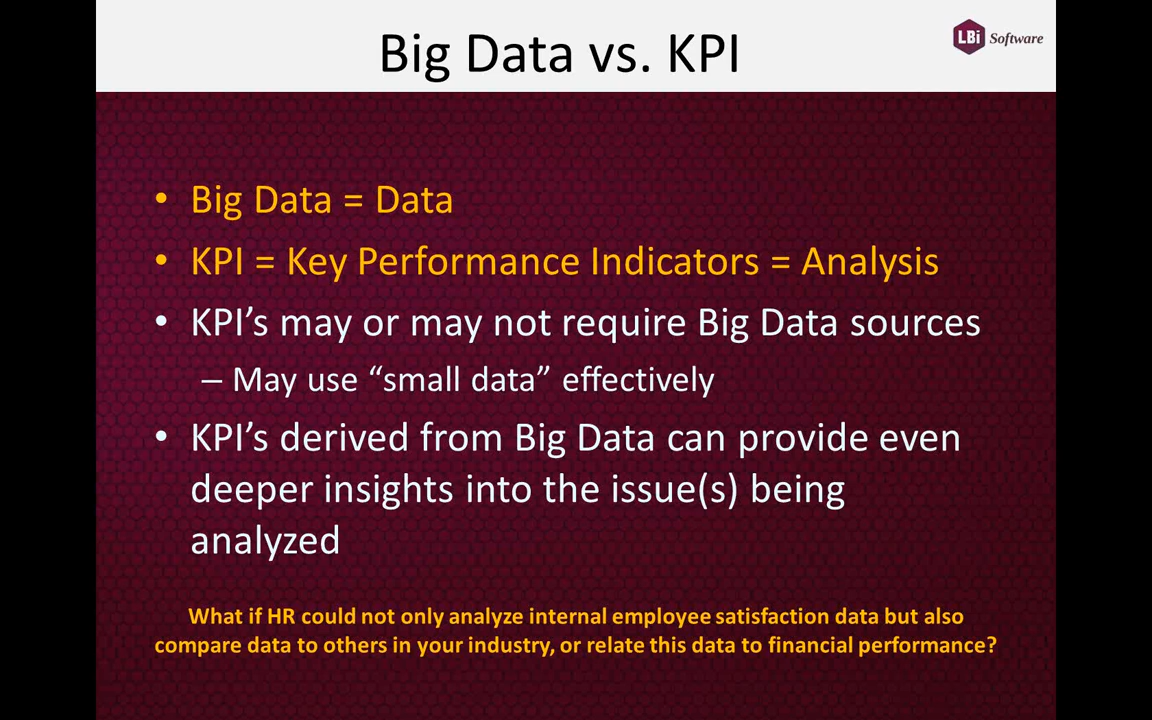 Big Data vs. KPI
LBi Software
• Big Data = Data
• KPI = Key Performance Indicators = Analysis
• KPI’s may or may not require Big Data sources
– May use “small data” effectively
• KPI’s derived from Big Data can provide even
deeper insights into the issue(s) being
analyzed
What if HR could not only analyze internal employee satisfaction data but also
compare data to others in your industry, or relate this data to financial performance?